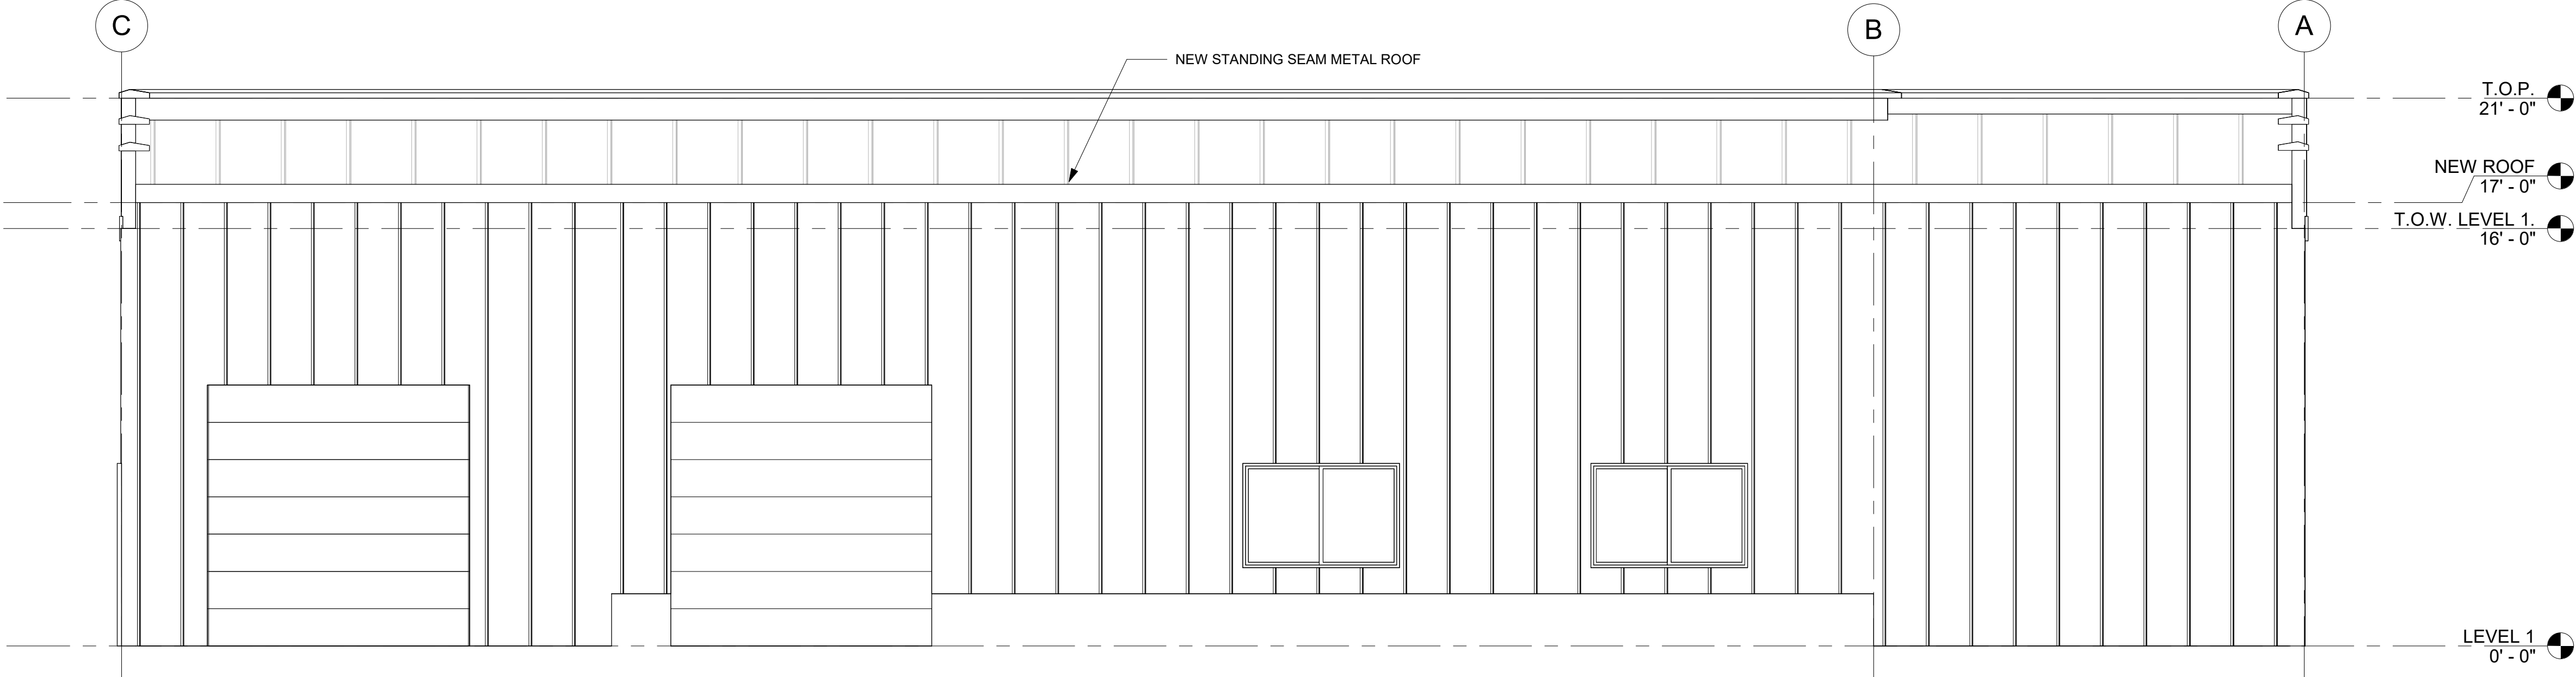 C
B
A
NEW STANDING SEAM METAL ROOF
T.O.P.
21' - 0"
NEW ROOF
17' - 0"
T.O.W. LEVEL 1.
16' - 0"
LEVEL 1
0' - 0"